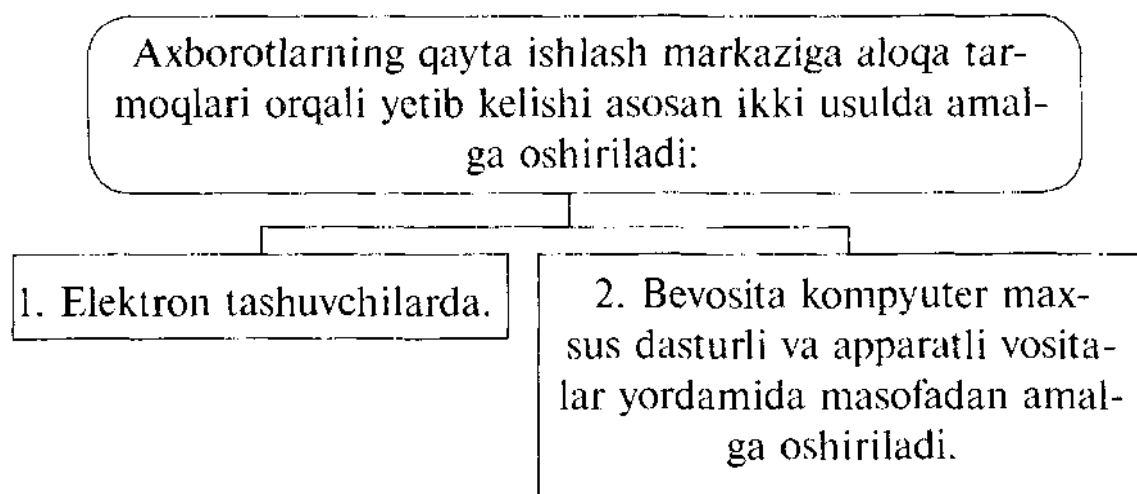 Axborotlarning qayta ishlash markaziga aloqa tar-
moqlari orqali yetib kelishi asosan ikki usulda amal-
ga oshiriladi:
1. Elektron tashuvchilarda.
2. Bevosita kompyuter max-
sus dasturli va apparatli vosita-
lar yordamida masofadan amal-
ga oshiriladi.